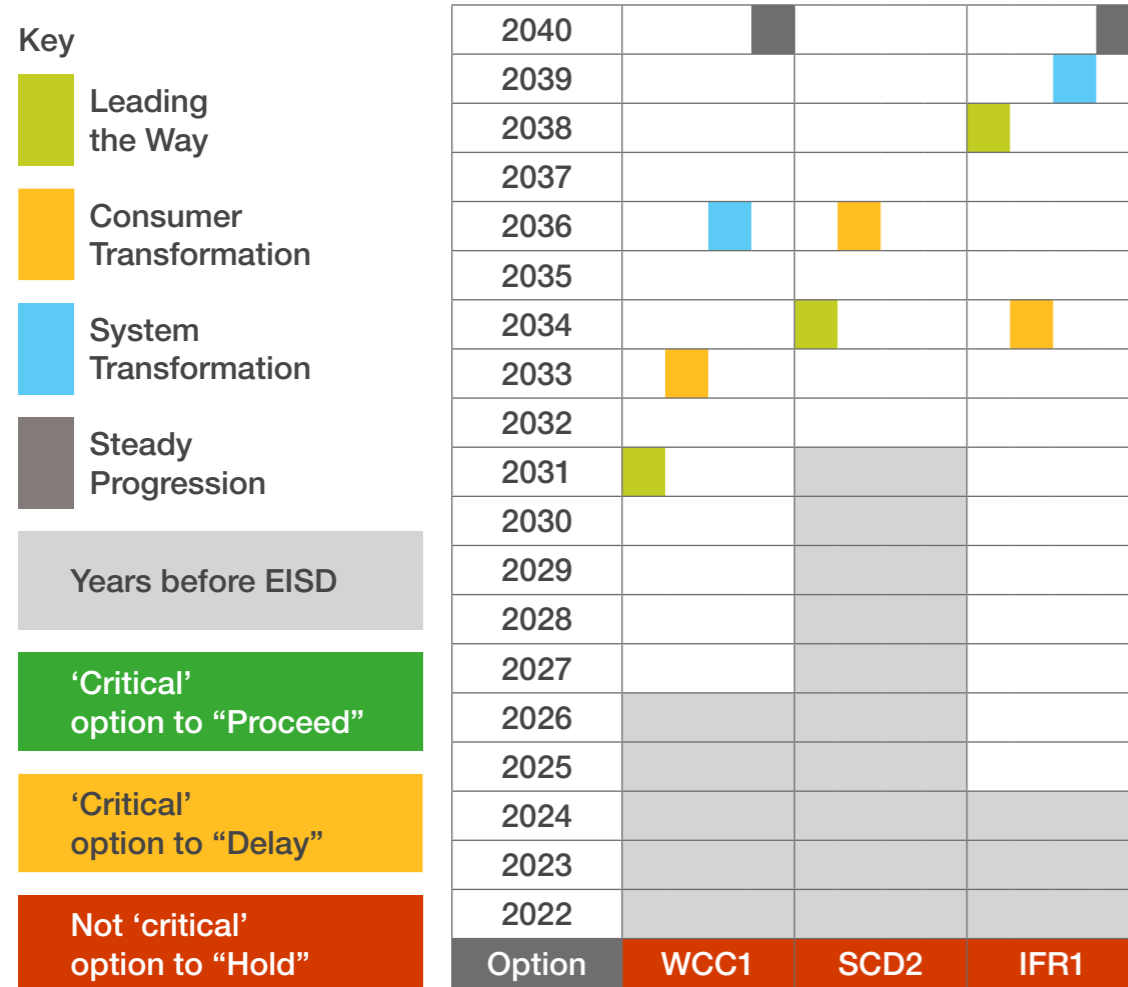 Key
Leading
the Way
Consumer
Transformation
System
Transformation
Steady
Progression
Years before EISD
‘Critical’
option to “Proceed”
‘Critical’
option to “Delay”
Not ‘critical’
option to “Hold”
2040
2039
2038
2037
2036
2035
2034
2033
2032
2031
2030
2029
2028
2027
2026
2025
2024
2023
2022
Option WCC1 SCD2 IFR1